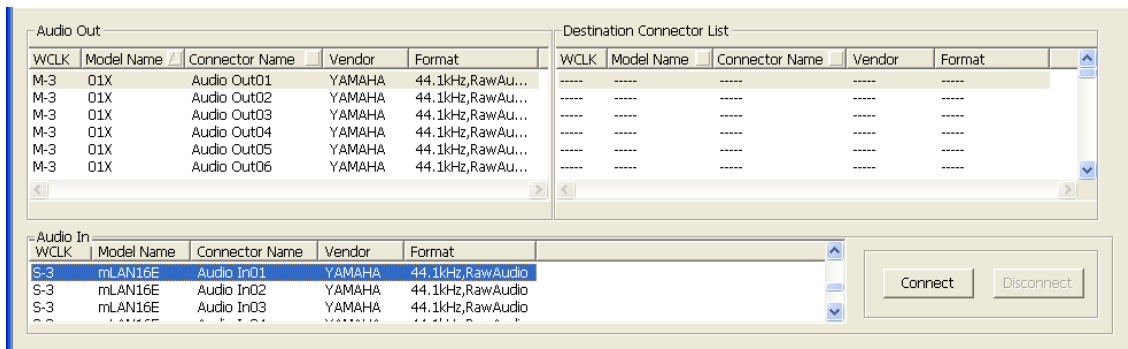 Audio Out
WCLK Model Name Connector Name Vendor Format
M-3 01X Audio Out01 YAMAHA 44.1kHz,RawAu...
M-3 01X Audio Out02 YAMAHA 44.1kHz,RawAu...
M-3 01X Audio Out03 YAMAHA 44.1kHz,RawAu...
M-3 01X Audio Out04 YAMAHA 44.1kHz,RawAu...
M-3 01X Audio Out05 YAMAHA 44.1kHz,RawAu...
M-3 01X Audio Out06 YAMAHA 44.1kHz,RawAu...
Destination Connector List
WCLK Model Name Connector Name Vendor Format
----- ----- ----- ----- -----
----- ----- ----- ----- -----
----- ----- ----- ----- -----
----- ----- ----- ----- -----
----- ----- ----- ----- -----
----- ----- ----- ----- -----
Audio In
WCLK Model Name Connector Name Vendor Format
S-3 mLAN16E Audio In01 YAMAHA 44.1kHz,RawAudio
S-3 mLAN16E Audio In02 YAMAHA 44.1kHz,RawAudio
S-3 mLAN16E Audio In03 YAMAHA 44.1kHz,RawAudio
Connect Disconnect